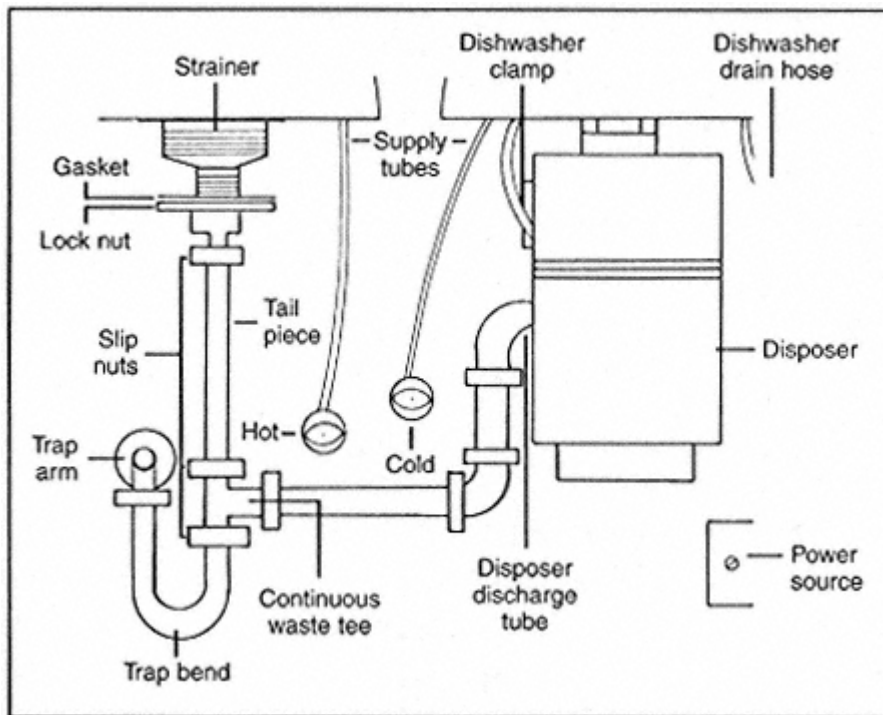 Strainer
Dishwasher
clamp
Dishwasher
drain hose
Gasket
Supply
tubes
Lock nut
Tail
piece
Slip
nuts
Disposer
Trap
arm
Hot
Cold
Continuous
waste tee
Disposer
discharge
tube
Power
source
Trap bend